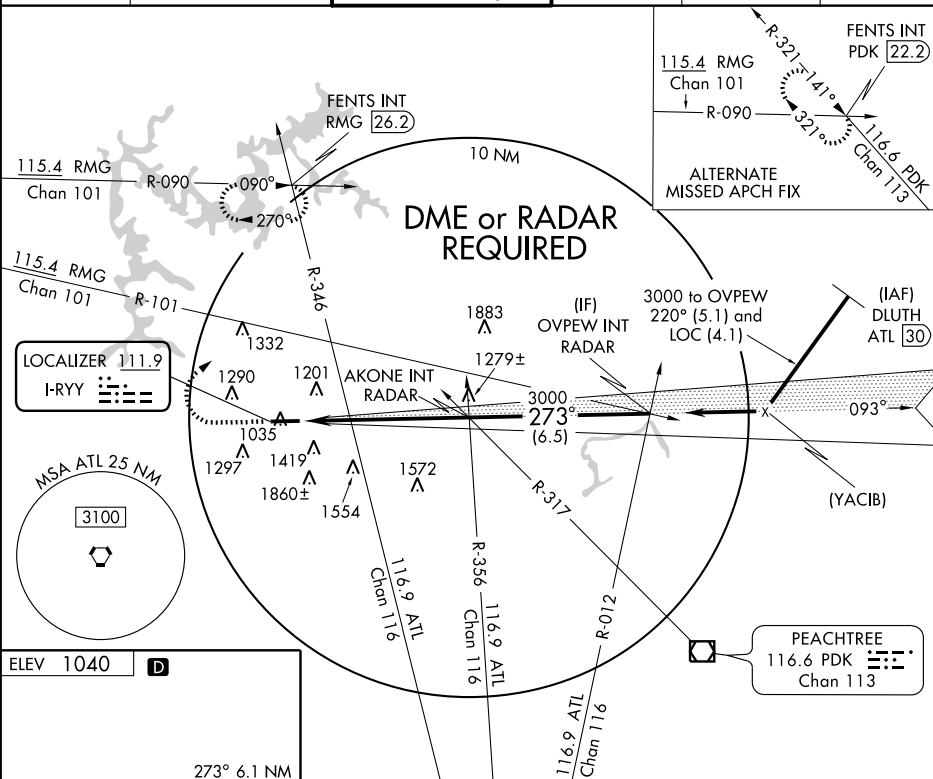 FENTS INT
PDK 22.2
R-321
141°
115.4 RMG
Chan 101
R-090
321°
116.6 PDK
Chan 113
ALTERNATE
MISSED APCH FIX
FENTS INT
RMG 26.2
10 NM
115.4 RMG
Chan 101
R-090
090°
270°
DME or RADAR
REQUIRED
115.4 RMG
Chan 101
R-101
R-346
1883
(IF)
OVPEW INT
RADAR
3000 to OVPEW
220° (5.1) and
LOC (4.1)
(IAF)
DLUTH
ATL 30
1332
1279±
LOCALIZER 111.9
I-RYY
1290
1201
AKONE INT
RADAR
3000
273°
(6.5)
093°
1035
1297
1419
1860±
1554
1572
(YACIB)
MSA ATL 25 NM
3100
R-317
R-356
116.9 ATL
Chan 116
116.9 ATL
Chan 116
R-012
116.9 ATL
Chan 116
PEACHTREE
116.6 PDK
Chan 113
ELEV 1040 D
273° 6.1 NM